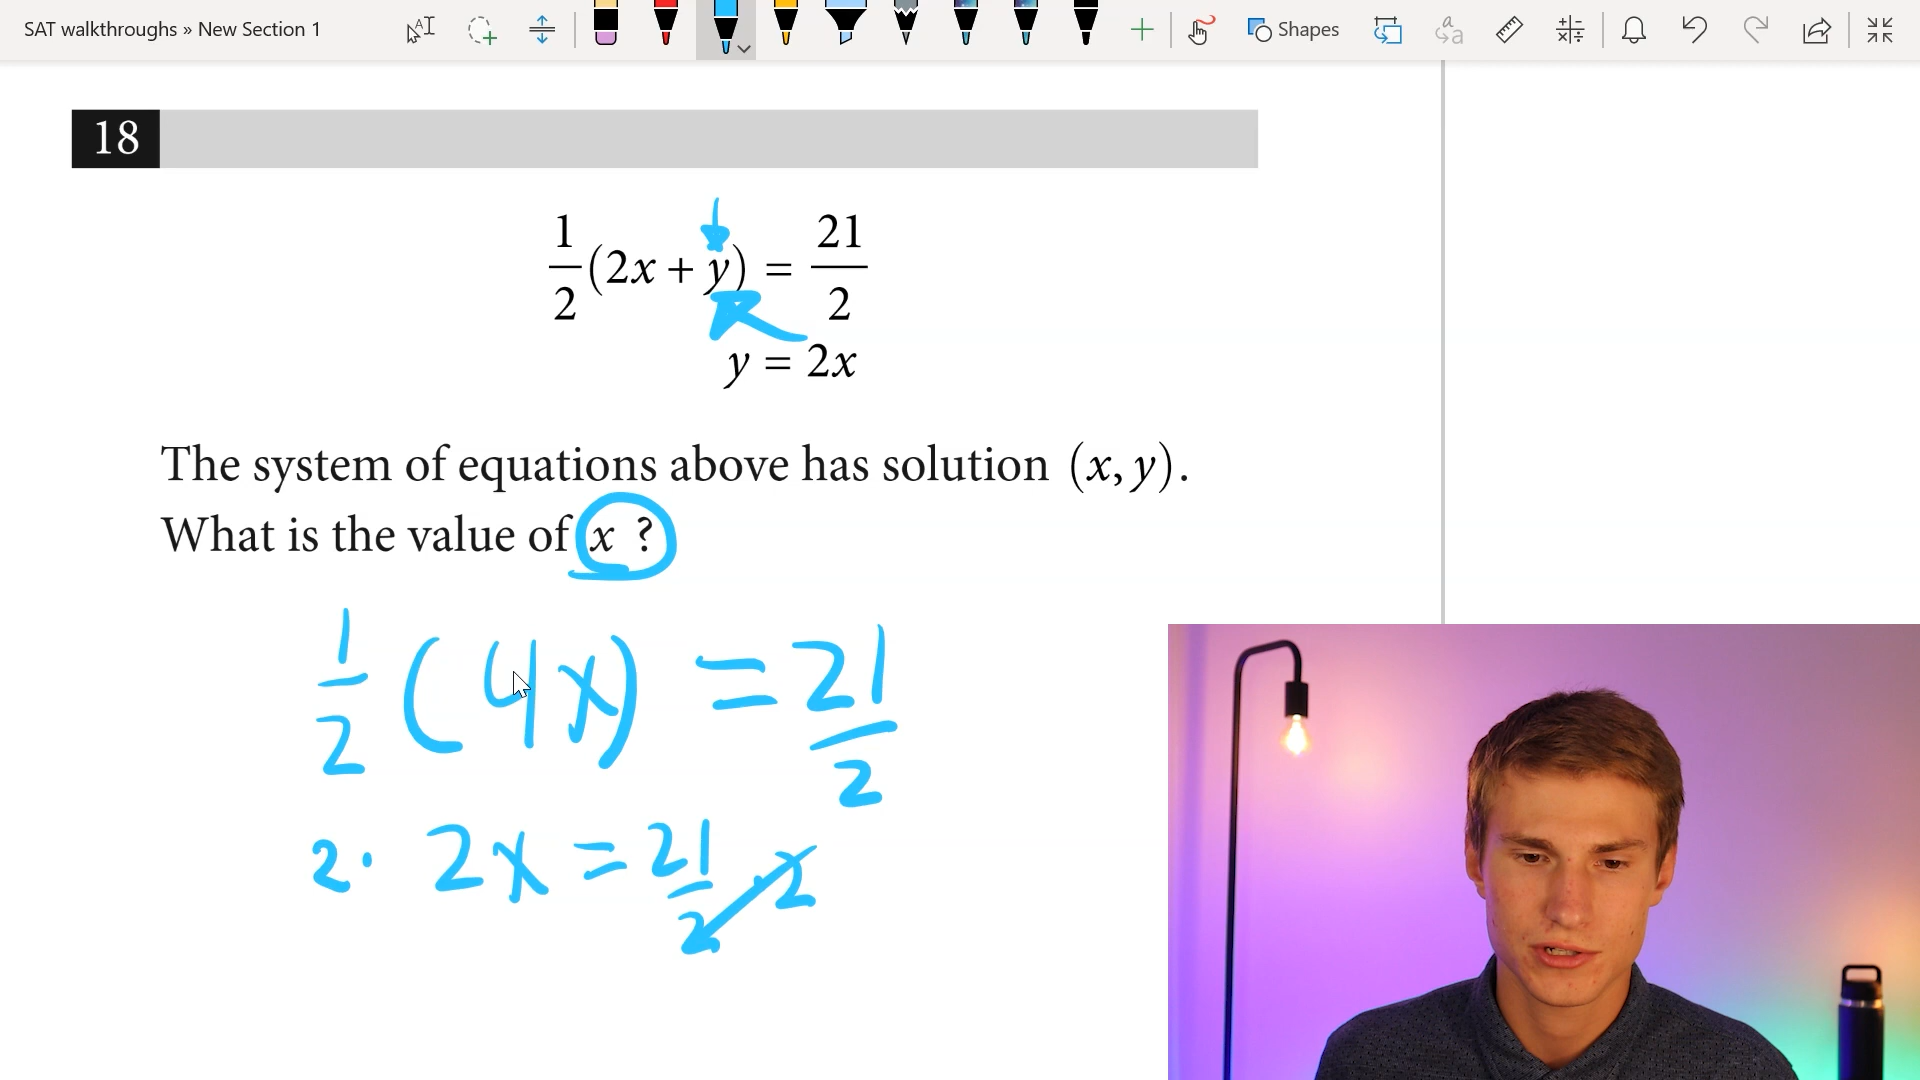 SAT walkthroughs » New Section 1
Shapes
18
1/2 (2x + y) = 21/2
y = 2x
The system of equations above has solution (x, y).
What is the value of x ?
1/2 (4x) = 21/2
2 · 2x = 21/2 · 2